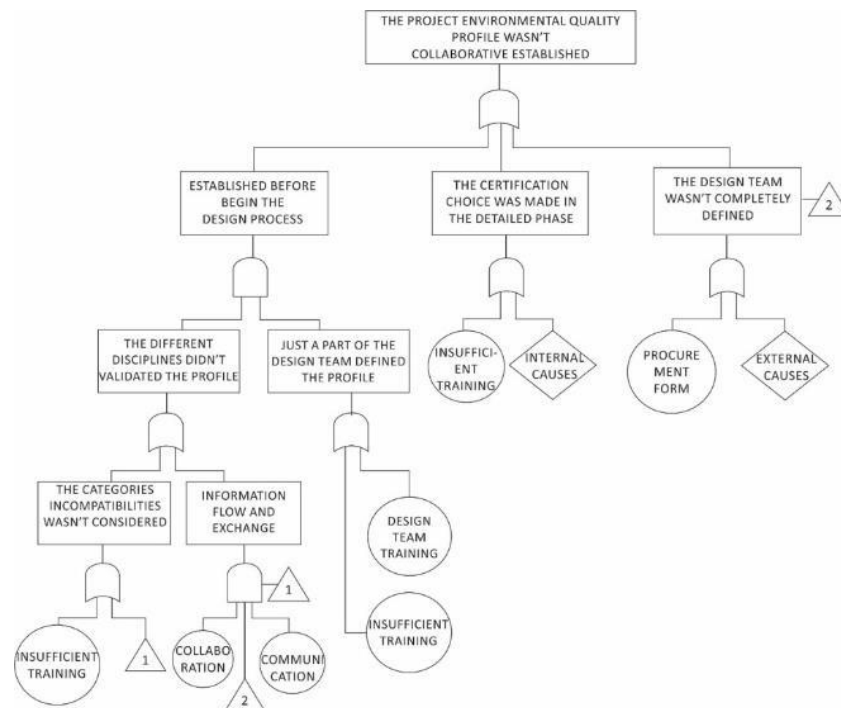 THE PROJECT ENVIRONMENTAL QUALITY
PROFILE WASN'T
COLLABORATIVE ESTABLISHED
ESTABLISHED BEFORE
BEGIN THE
DESIGN PROCESS
THE CERTIFICATION
CHOICE WAS MADE IN
THE DETAILED PHASE
THE DESIGN TEAM
WASN'T COMPLETELY
DEFINED
2
THE DIFFERENT
DISCIPLINES DIDN'T
VALIDATED THE PROFILE
JUST A PART OF THE
DESIGN TEAM DEFINED
THE PROFILE
INSUFFICI-
ENT
TRAINING
INTERNAL
CAUSES
PROCURE
MENT
FORM
EXTERNAL
CAUSES
THE CATEGORIES
INCOMPATIBILITIES
WASN'T CONSIDERED
INFORMATION
FLOW AND
EXCHANGE
DESIGN
TEAM
TRAINING
1
INSUFFICIENT
TRAINING
1
COLLABO
RATION
2
COMMUNI
CATION
INSUFFICIENT
TRAINING